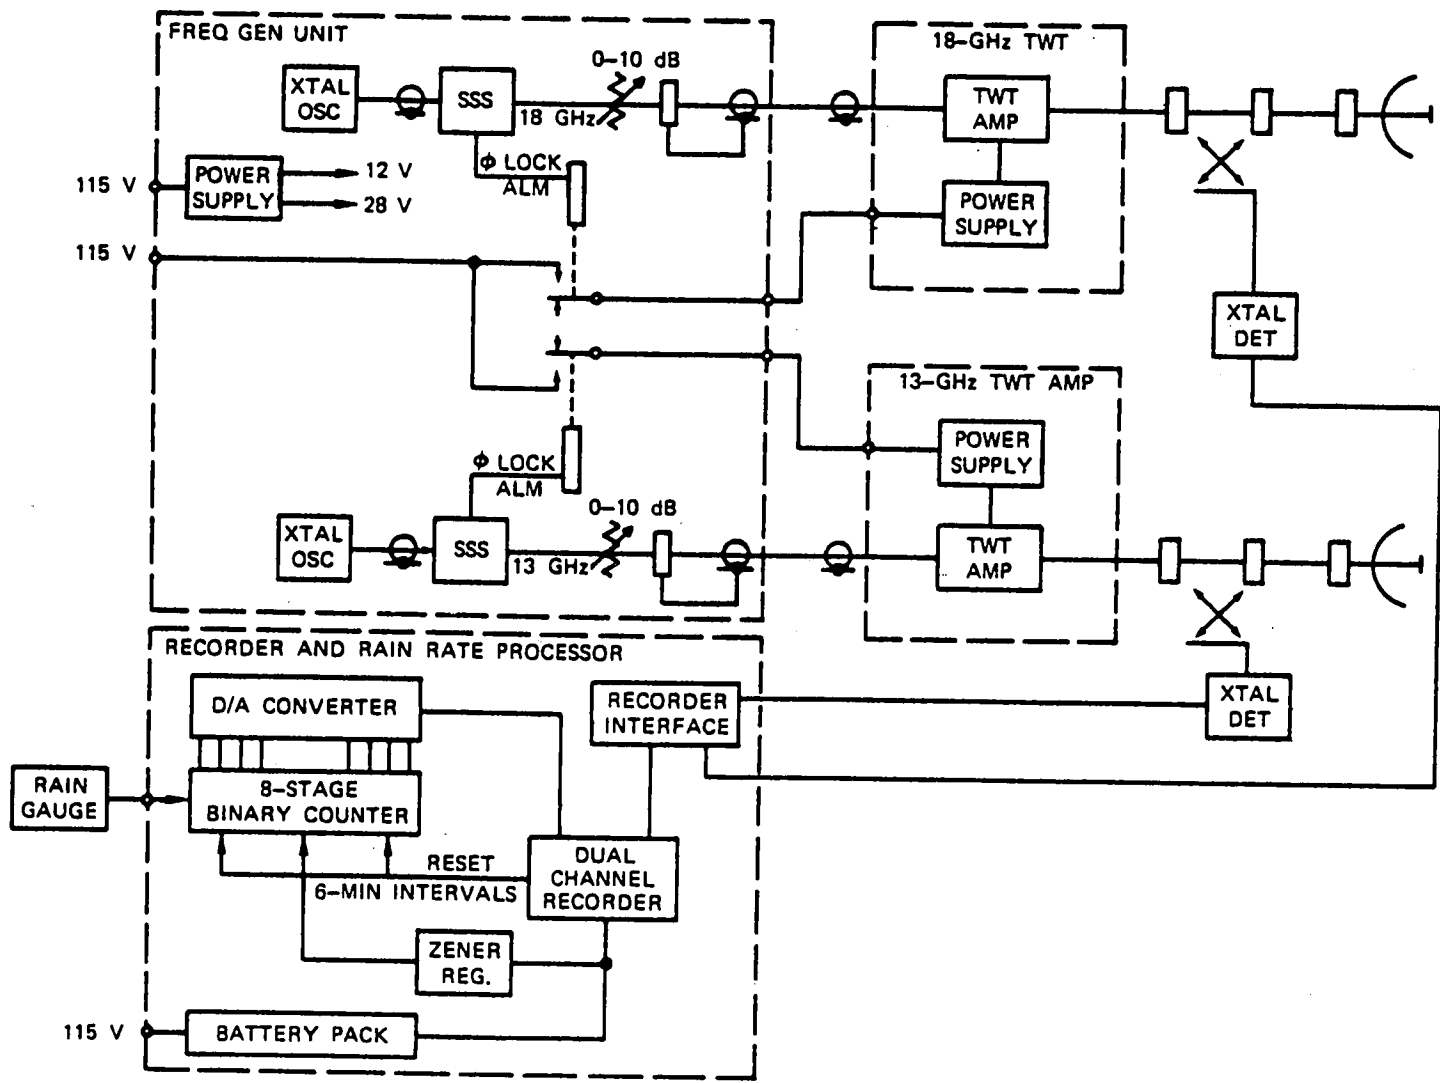 FREQ GEN UNIT
XTAL
OSC
SSS
18 GHz
0–10 dB
18–GHz TWT
TWT
AMP
POWER
SUPPLY
115 V
POWER
SUPPLY
12 V
28 V
ϕ LOCK
ALM
115 V
XTAL
DET
13–GHz TWT AMP
POWER
SUPPLY
TWT
AMP
ϕ LOCK
ALM
XTAL
OSC
SSS
13 GHz
0–10 dB
XTAL
DET
RECORDER AND RAIN RATE PROCESSOR
D/A CONVERTER
RECORDER
INTERFACE
RAIN
GAUGE
8–STAGE
BINARY COUNTER
RESET
6–MIN INTERVALS
DUAL
CHANNEL
RECORDER
ZENER
REG.
115 V
BATTERY PACK